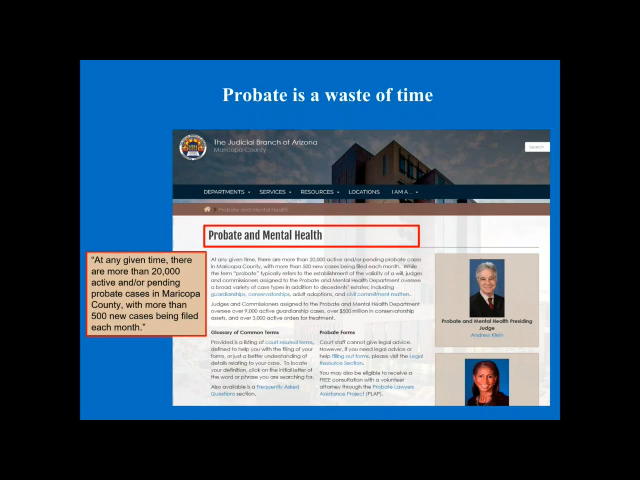 Probate is a waste of time
The Judicial Branch of Arizona
Maricopa County
Search
DEPARTMENTS
SERVICES
RESOURCES
LOCATIONS
I AM A ..
Probate and Mental Health
Probate and Mental Health
"At any given time, there
are more than 20,000
active and/or pending
probate cases in Maricopa
County, with more than
500 new cases being filed
each month."
At any given time, there are more than 20,000 active and/or pending probate cases
in Maricopa County, with more than 500 new cases being filed each month. While
the term "probate" typically refers to the establishment of the validity of a will, judges
and commissioners assigned to the Probate and Mental Health Department oversee
a broad variety of case types in addition to decedents' estates, including
guardianships, conservatorships, adult adoptions, and civil commitment matters.
Judges and Commissioners assigned to the Probate and Mental Health Department
oversee over 9,000 active guardianship cases, over $500 million in conservatorship
assets, and over 3,000 active orders for treatment.
Glossary of Common Terms
Provided is a listing of court related terms,
defined to help you with the filing of your
forms, or just a better understanding of
details relating to your case. To locate
your definition, click on the initial letter of
the word or phrase you are searching for.
Also available is a Frequently Asked
Questions section.
Probate Forms
Court staff cannot give legal advice.
However, if you need legal advice or
help filling out forms, please visit the Legal
Resource Section.
You may also be eligible to receive a
FREE consultation with a volunteer
attorney through the Probate Lawyers
Assistance Project (PLAP).
Probate and Mental Health Presiding
Judge
Andrew Klein